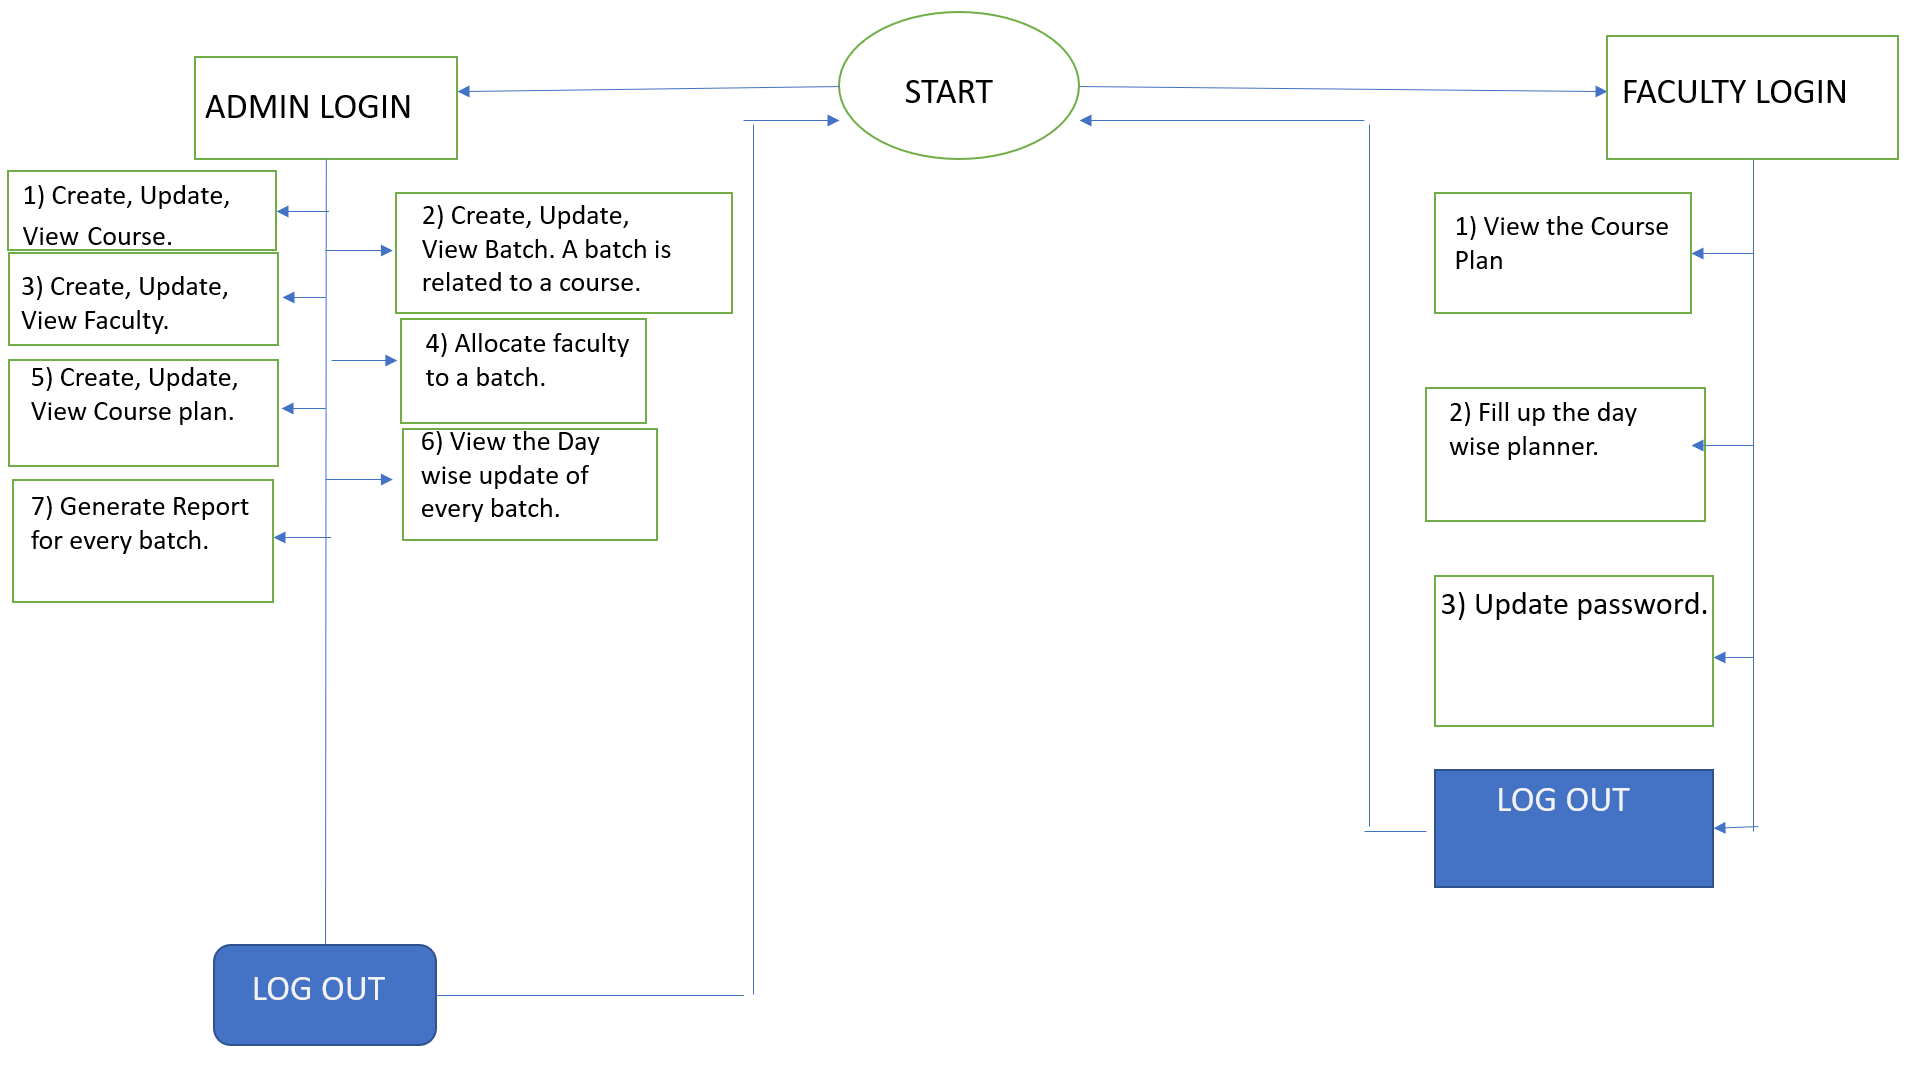 START
ADMIN LOGIN
FACULTY LOGIN
1) Create, Update,
View Course.
2) Create, Update,
View Batch. A batch is
related to a course.
3) Create, Update,
View Faculty.
4) Allocate faculty
to a batch.
5) Create, Update,
View Course plan.
6) View the Day
wise update of
every batch.
7) Generate Report
for every batch.
LOG OUT
1) View the Course
Plan
2) Fill up the day
wise planner.
3) Update password.
LOG OUT